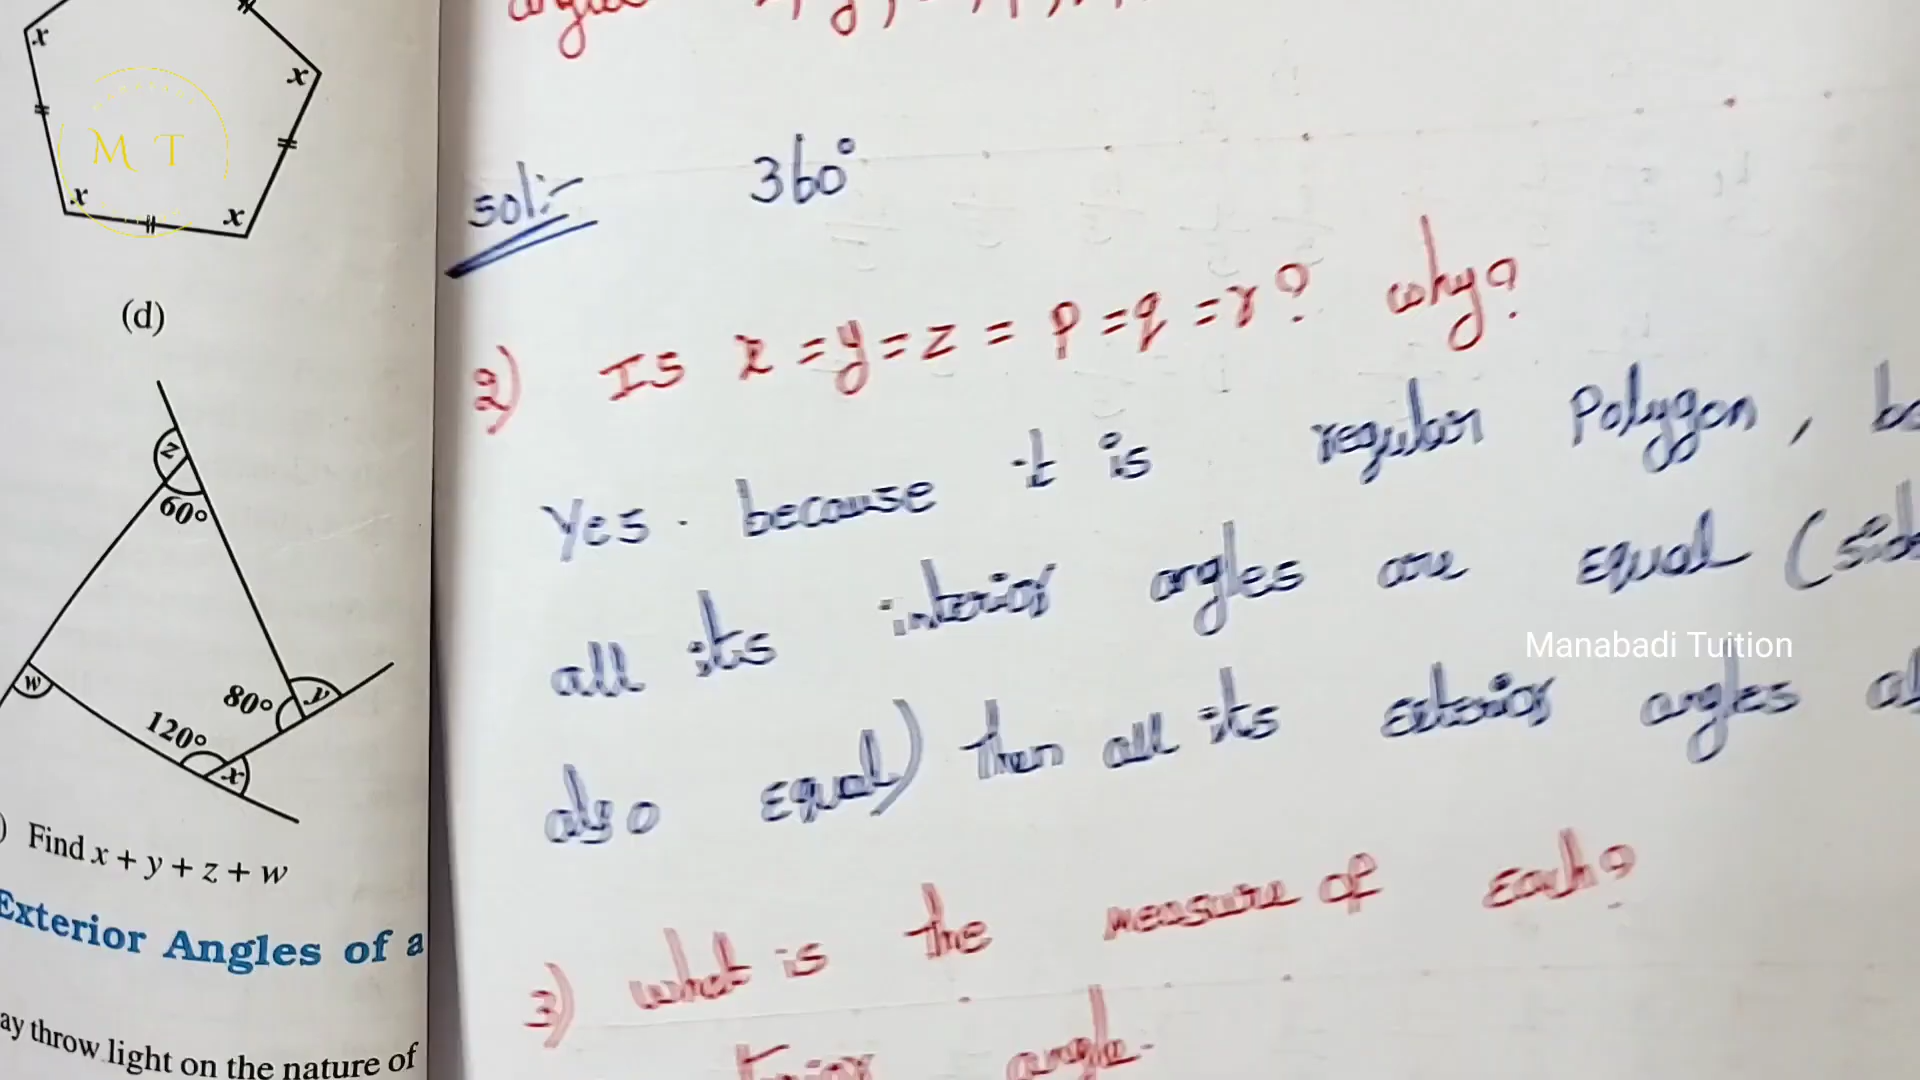 x
x
x
x
M T
(d)
z
60°
w
80°
y
120°
x
) Find x + y + z + w
Exterior Angles of a
ay throw light on the nature of
angles
sol:-
360°
2) Is x = y = z = p = q = r? why?
Yes. because it is regular Polygon,
all its interior angles are equal (
also equal) then all its exterior angles
3) what is the measure of each?
angle.
Manabadi Tuition